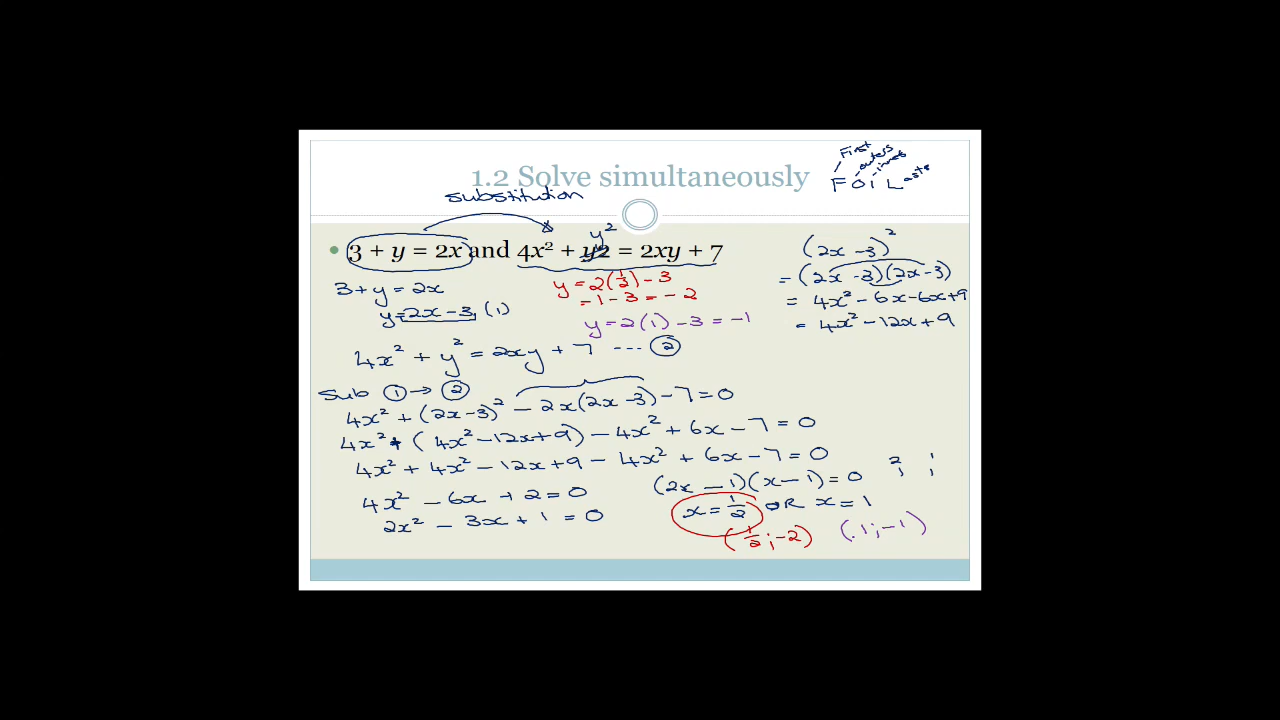 1.2 Solve simultaneously
First
outers
F O I L
substitution
y²
3 + y = 2x and 4x² + y2 = 2xy + 7
3 + y = 2x
y = 2x - 3, (1)
y = 2(1/2) - 3
= 1 - 3 = -2
y = 2(1) - 3 = -1
(2x - 3)²
= (2x - 3)(2x - 3)
= 4x² - 6x - 6x + 9
= 4x² - 12x + 9
4x² + y² = 2xy + 7 ... ②
Sub ① → ②
4x² + (2x - 3)² - 2x(2x - 3) - 7 = 0
4x² + (4x² - 12x + 9) - 4x² + 6x - 7 = 0
4x² + 4x² - 12x + 9 - 4x² + 6x - 7 = 0
4x² - 6x + 2 = 0
2x² - 3x + 1 = 0
(2x - 1)(x - 1) = 0
2 1
; ;
x = 1/2 OR x = 1
(1/2 ; -2) (1 ; -1)